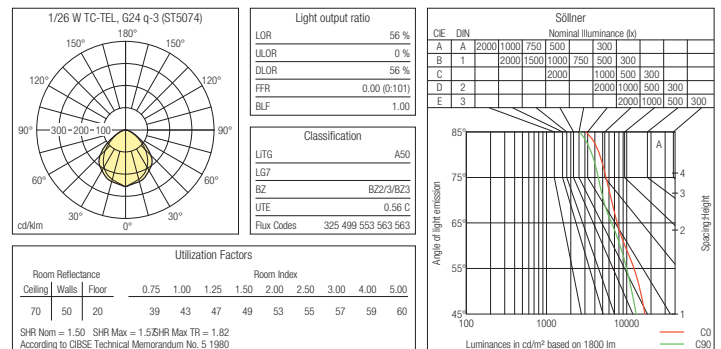 1/26 W TC-TEL, G24 q-3 (ST5074)
180°
150° 150°
120° 120°
90° 300 200 100 90°
60° 60°
30° 30°
cd/klm 0°
Light output ratio
LOR 56 %
ULOR 0 %
DLOR 56 %
FFR 0.00 (0:101)
BLF 1.00
Classification
LiTG A50
LG7
BZ BZ2/3/BZ3
UTE 0.56 C
Flux Codes 325 499 553 563 563
Utilization Factors
Room Reflectance Room Index
Ceiling Walls Floor 0.75 1.00 1.25 1.50 2.00 2.50 3.00 4.00 5.00
70 50 20 39 43 47 49 53 55 57 59 60
SHR Nom = 1.50 SHR Max = 1.57SHR Max TR = 1.82
According to CIBSE Technical Memorandum No. 5 1980
Söllner
CIE DIN Nominal Illuminance (lx)
A A 2000 1000 750 500 300
B 1 2000 1500 1000 750 500 300
C 2000 1000 500 300
D 2 2000 1000 500 300
E 3 2000 1000 500 300
85° A
75° 4
3
65° 2
55°
45° 1
Angle of light emission
Spacing:Height
100 1000 10000
C0
Luminances in cd/m² based on 1800 lm C90